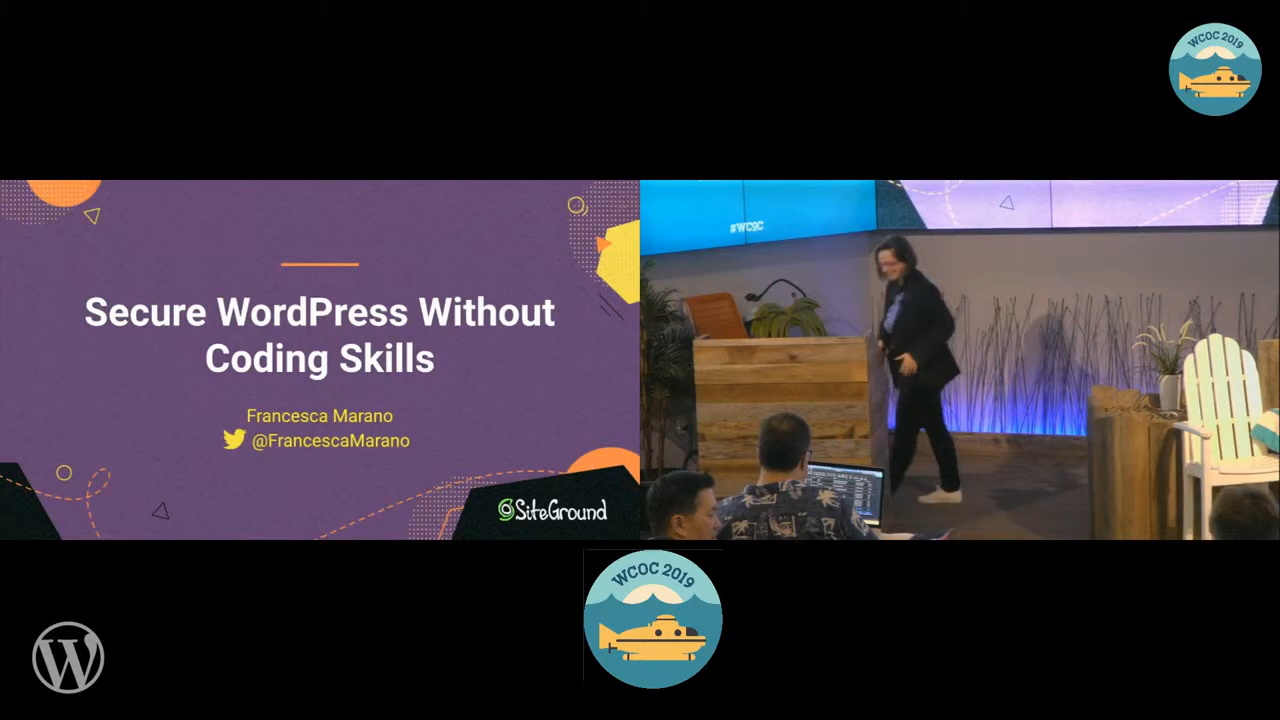 WCOC 2019
Secure WordPress Without
Coding Skills
Francesca Marano
@FrancescaMarano
SiteGround
#WCOC
WCOC 2019
W